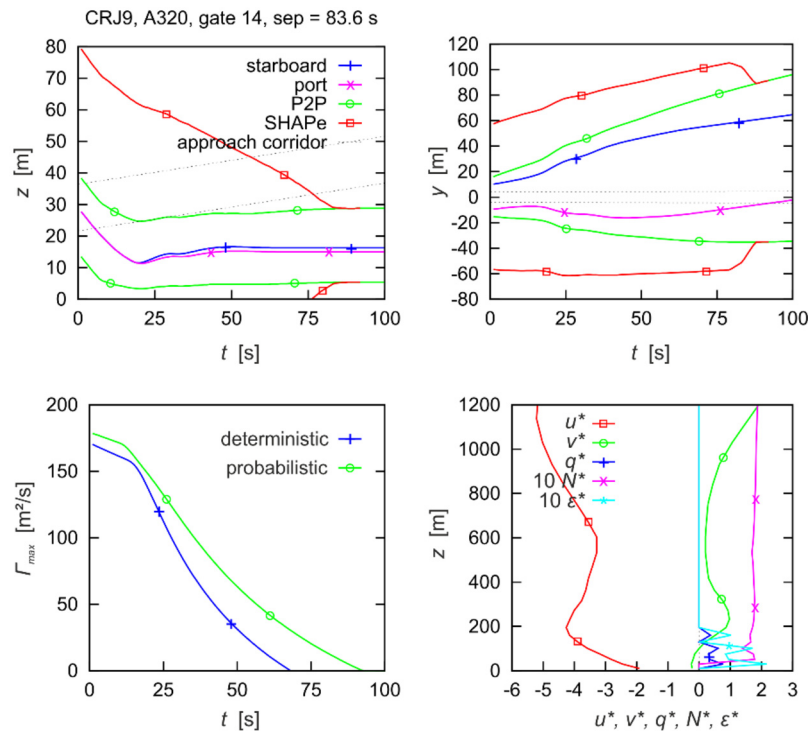 CRJ9, A320, gate 14, sep = 83.6 s
80
70
60
50
40
30
20
10
0
z [m]
starboard
port
P2P
SHAPe
approach corridor
0 25 50 75 100
t [s]
120
100
80
60
40
20
0
-20
-40
-60
-80
y [m]
0 25 50 75 100
t [s]
200
150
100
50
0
Γmax [m²/s]
deterministic
probabilistic
0 25 50 75 100
t [s]
1200
1000
800
600
400
200
0
z [m]
u*
v*
q*
10 N*
10 ε*
-6 -5 -4 -3 -2 -1 0 1 2 3
u*, v*, q*, N*, ε*